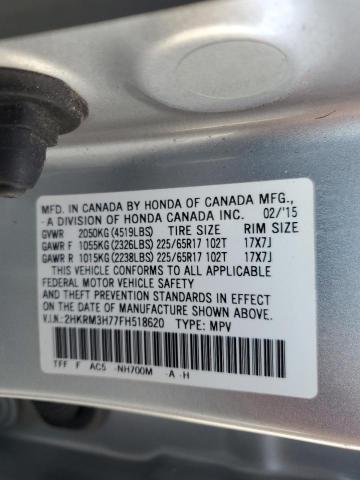 MFD. IN CANADA BY HONDA OF CANADA MFG.,
-A DIVISION OF HONDA CANADA INC. 02/'15
GVWR 2050KG(4519LBS) TIRE SIZE RIM SIZE
GAWR F 1055KG(2326LBS) 225/65R17 102T 17X7J
GAWR R 1015KG(2238LBS) 225/65R17 102T 17X7J
THIS VEHICLE CONFORMS TO ALL APPLICABLE
FEDERAL MOTOR VEHICLE SAFETY
AND THEFT PREVENTION STANDARDS IN EFFECT ON
THE DATE OF MANUFACTURE SHOWN ABOVE.
V.I.N.:2HKRM3H77FH518620 TYPE: MPV
TFF F AC5 -NH700M -A -H